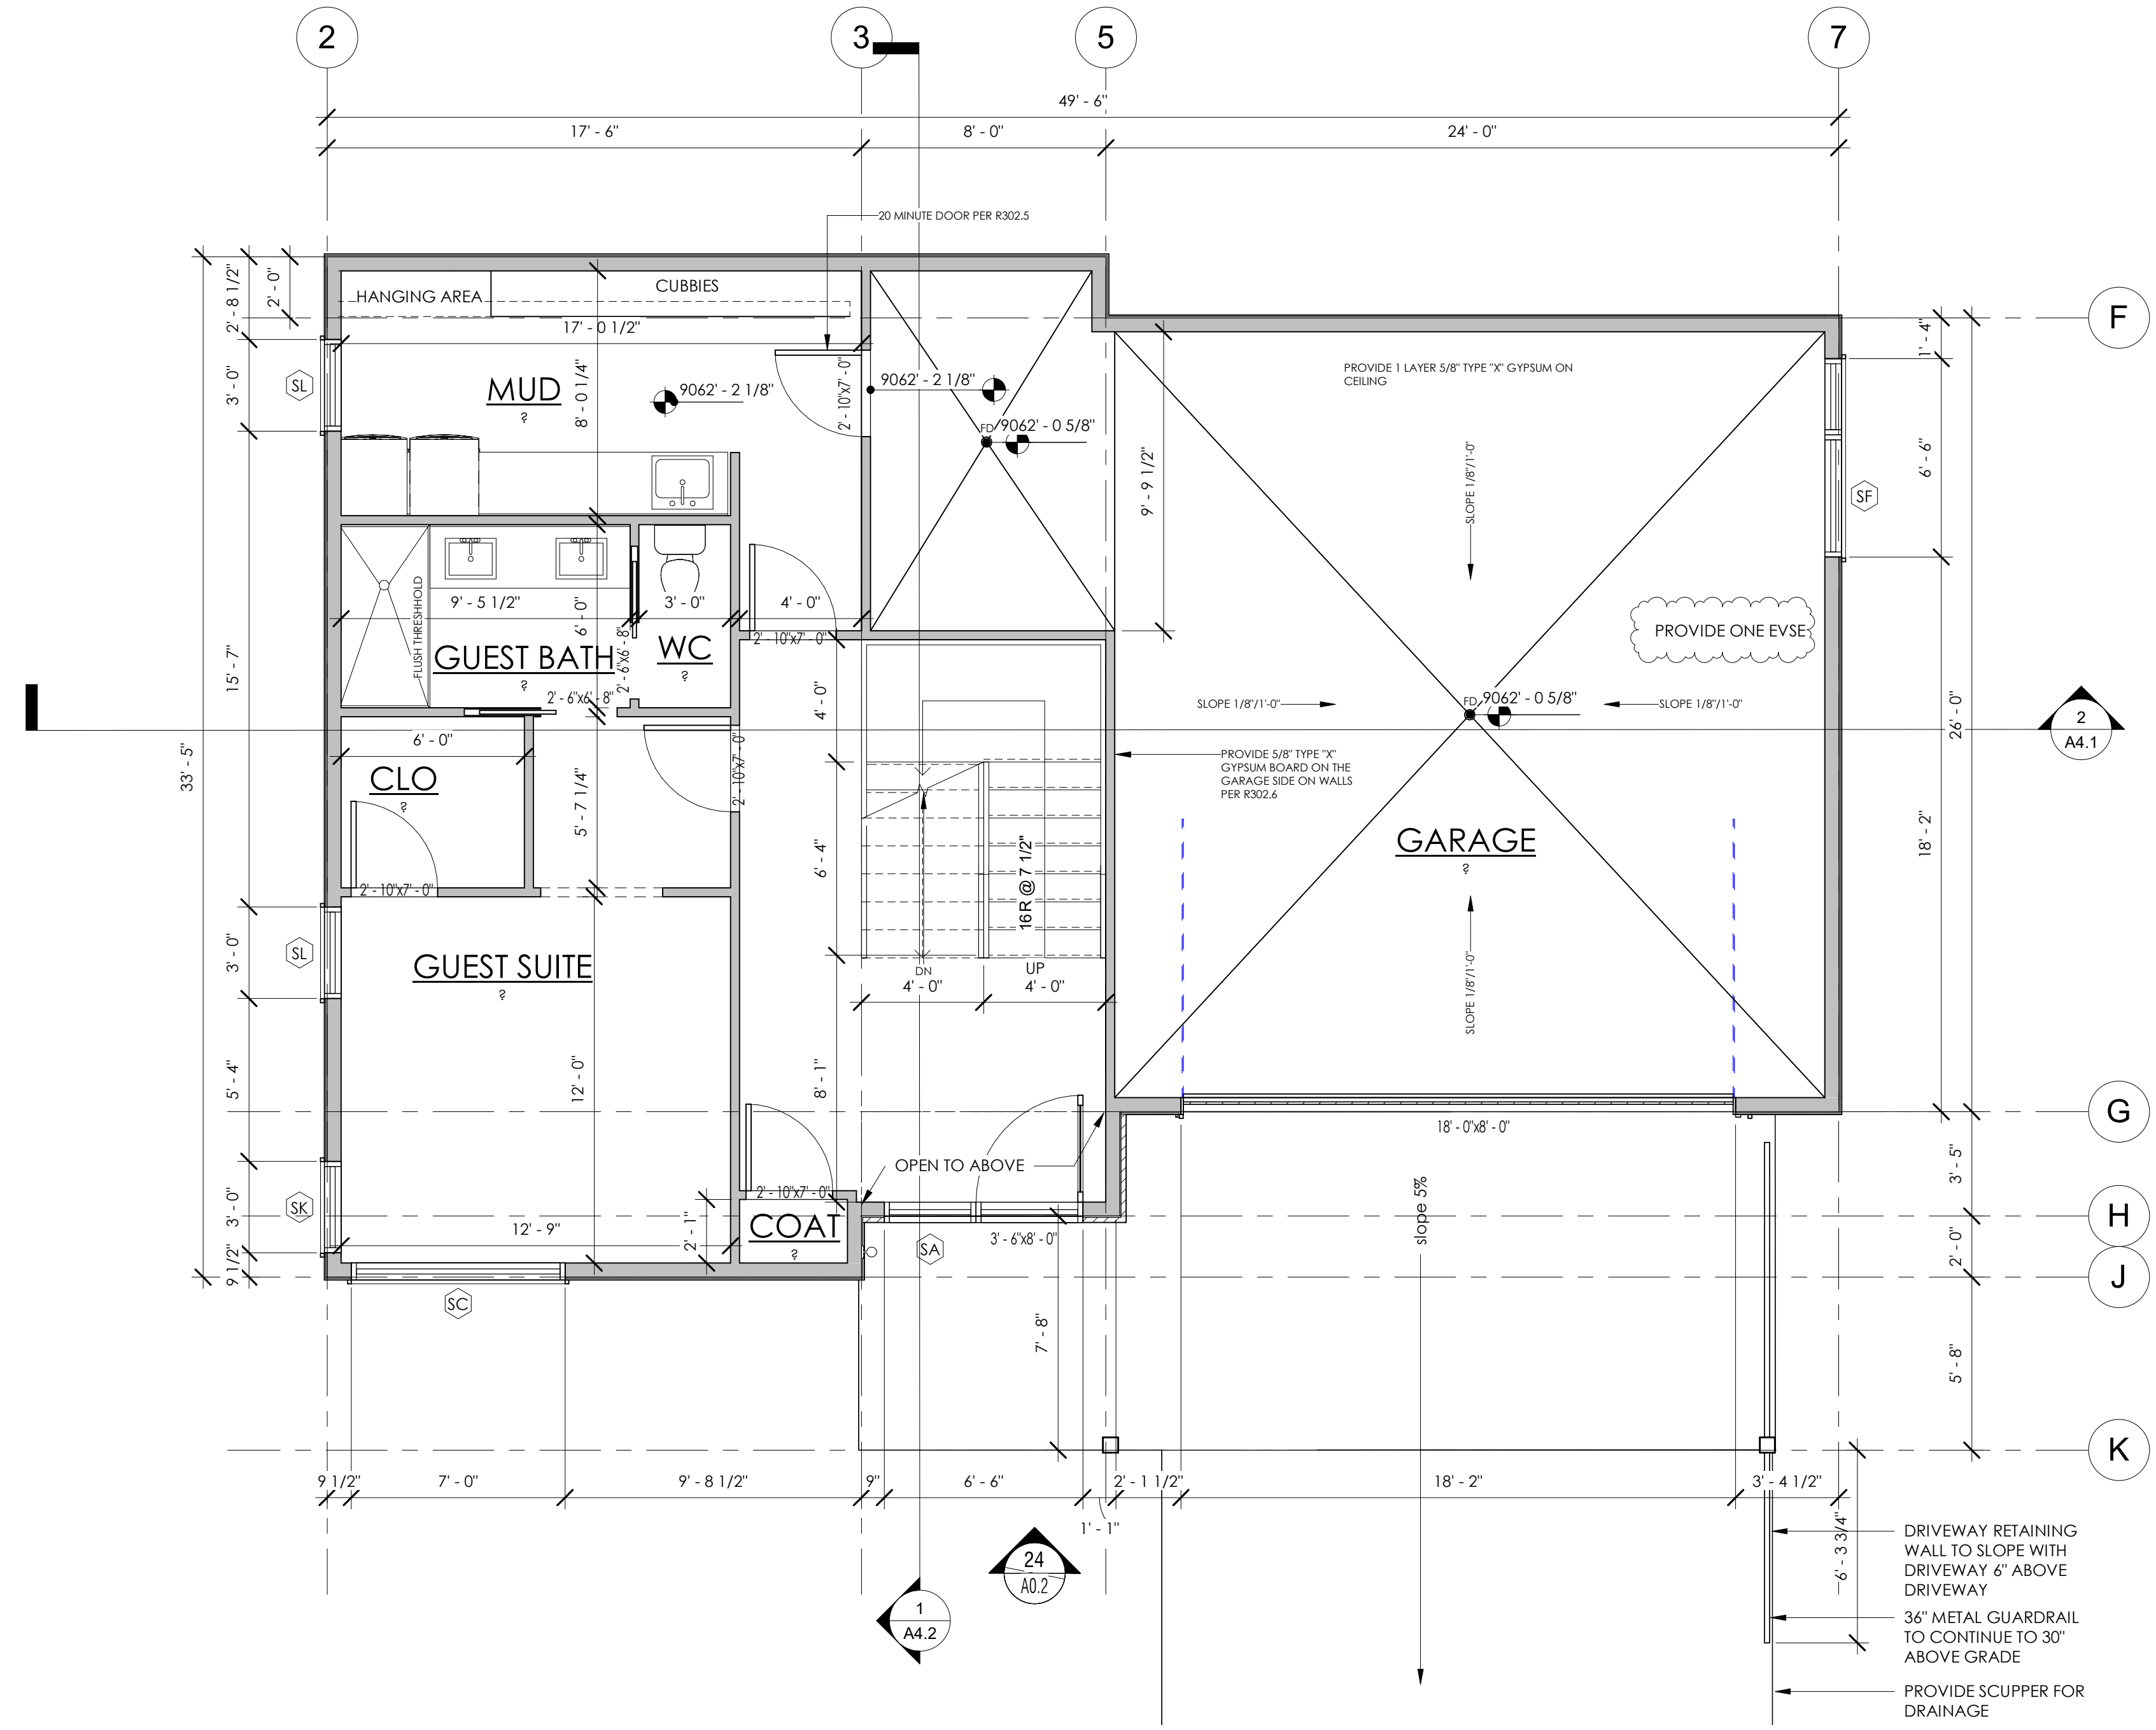 2
3
5
7
49' - 6"
17' - 6"
8' - 0"
24' - 0"
20 MINUTE DOOR PER R302.5
2' - 8 1/2"
2' - 0"
HANGING AREA
CUBBIES
17' - 0 1/2"
F
1' - 4"
PROVIDE 1 LAYER 5/8" TYPE "X" GYPSUM ON
CEILING
SL
3' - 0"
MUD
?
8' - 0 1/4"
9062' - 2 1/8"
2' - 10"x7' - 0"
9062' - 2 1/8"
FD
9062' - 0 5/8"
9' - 9 1/2"
SLOPE 1/8"/1'-0"
6' - 6"
SF
FLUSH THRESHHOLD
9' - 5 1/2"
6' - 0"
3' - 0"
4' - 0"
2' - 10"x7' - 0"
PROVIDE ONE EVSE
GUEST BATH
?
2' - 6"x6' - 8"
WC
?
15' - 7"
2' - 6"x6' - 8"
4' - 0"
SLOPE 1/8"/1'-0"
FD
9062' - 0 5/8"
SLOPE 1/8"/1'-0"
26' - 0"
2
A4.1
33' - 5"
6' - 0"
CLO
?
5' - 7 1/4"
2' - 10"x7' - 0"
PROVIDE 5/8" TYPE "X"
GYPSUM BOARD ON THE
GARAGE SIDE ON WALLS
PER R302.6
18' - 2"
GARAGE
?
6' - 4"
16R @ 7 1/2"
2' - 10"x7' - 0"
SL
3' - 0"
GUEST SUITE
?
DN
UP
4' - 0"
4' - 0"
SLOPE 1/8"/1'-0"
5' - 4"
12' - 0"
8' - 1"
G
18' - 0"x8' - 0"
OPEN TO ABOVE
3' - 5"
SK
3' - 0"
2' - 10"x7' - 0"
COAT
?
2' - 1"
12' - 9"
SA
3' - 6"x8' - 0"
slope 5%
H
2' - 0"
9 1/2"
J
SC
7' - 8"
5' - 8"
K
9 1/2"
7' - 0"
9' - 8 1/2"
9"
6' - 6"
2' - 1 1/2"
18' - 2"
3' - 4 1/2"
1' - 1"
6' - 3 3/4"
24
A0.2
1
A4.2
DRIVEWAY RETAINING
WALL TO SLOPE WITH
DRIVEWAY 6" ABOVE
DRIVEWAY
36" METAL GUARDRAIL
TO CONTINUE TO 30"
ABOVE GRADE
PROVIDE SCUPPER FOR
DRAINAGE